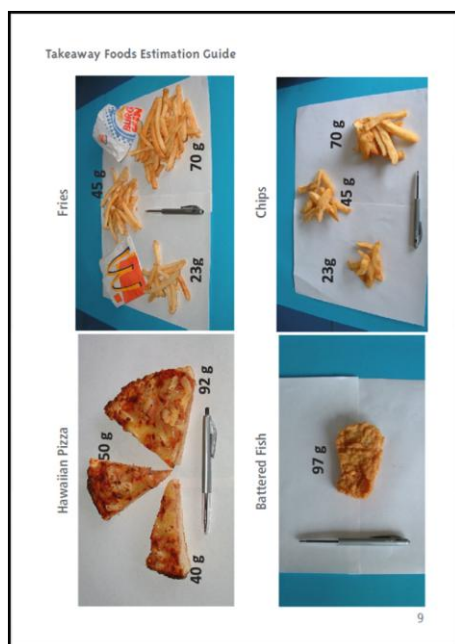 Takeaway Foods Estimation Guide
Fries
45 g
70 g
23g
Chips
70 g
45 g
23g
Hawaiian Pizza
50 g
92 g
40 g
Battered Fish
97 g
9